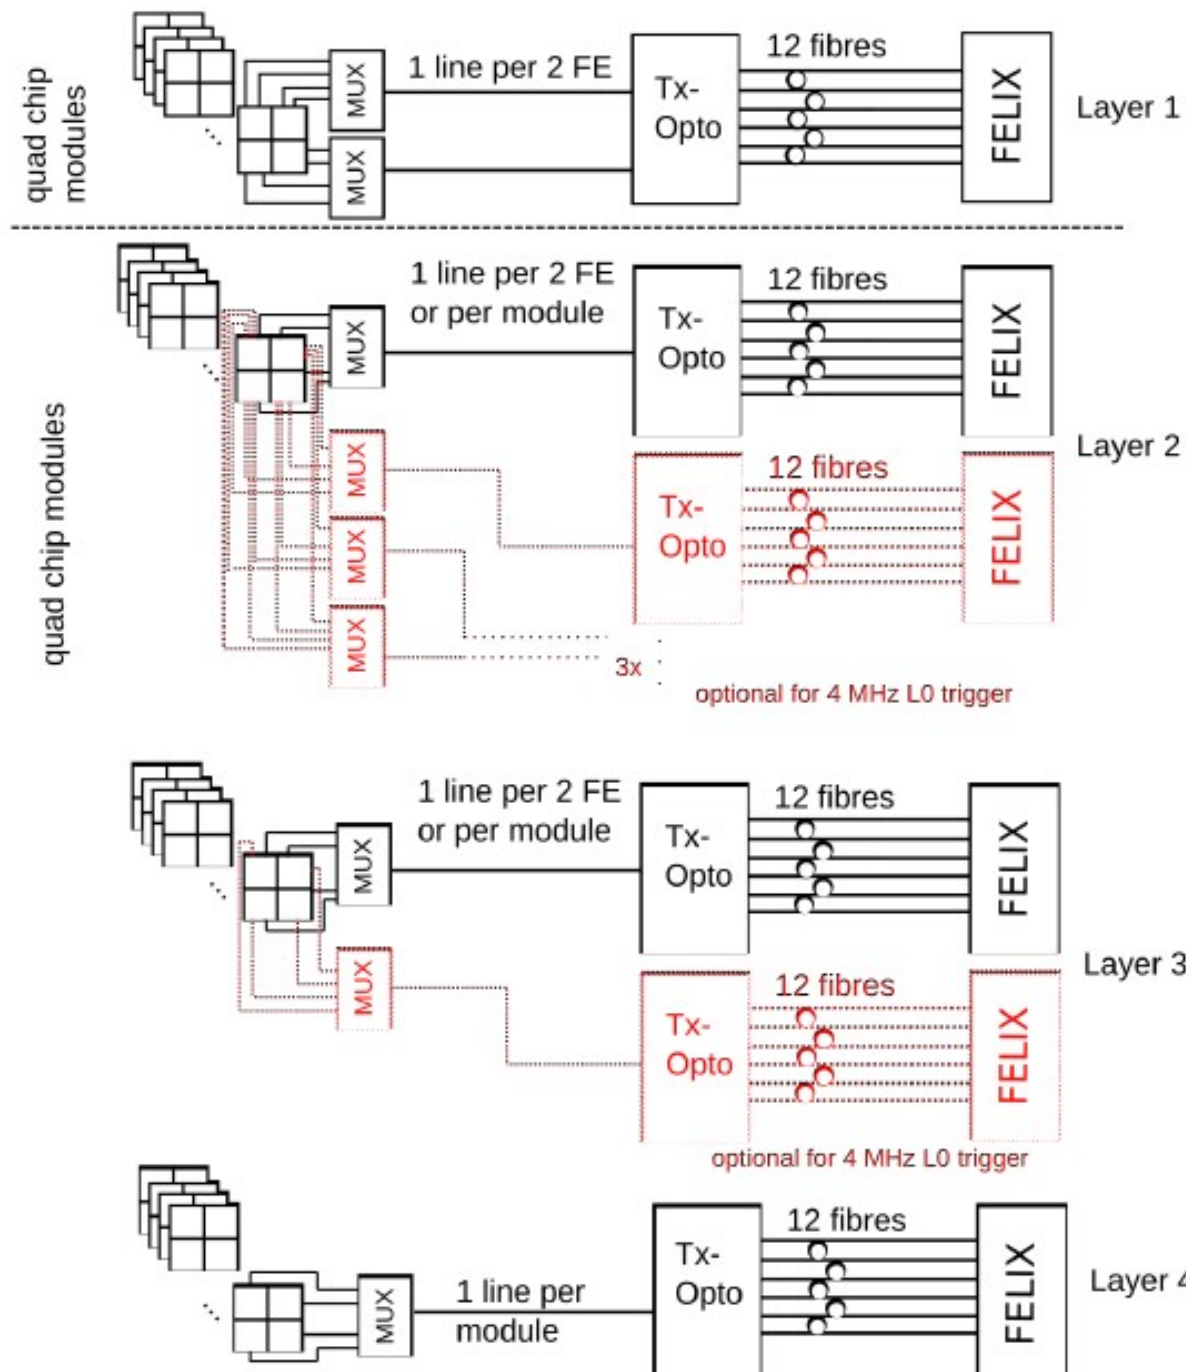 quad chip
modules
MUX
MUX
1 line per 2 FE
Tx-
Opto
12 fibres
FELIX
Layer 1
quad chip modules
MUX
1 line per 2 FE
or per module
Tx-
Opto
12 fibres
FELIX
Layer 2
MUX
MUX
MUX
Tx-
Opto
12 fibres
FELIX
3x
optional for 4 MHz L0 trigger
MUX
1 line per 2 FE
or per module
Tx-
Opto
12 fibres
FELIX
Layer 3
MUX
Tx-
Opto
12 fibres
FELIX
optional for 4 MHz L0 trigger
MUX
1 line per
module
Tx-
Opto
12 fibres
FELIX
Layer 4